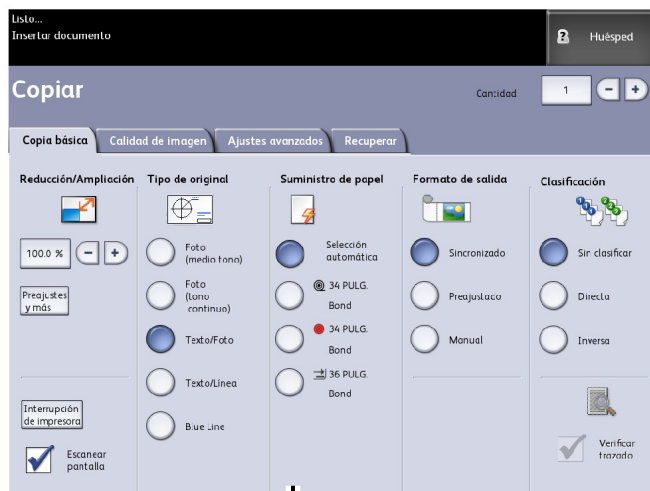 Listo...
Insertar documento
Huésped
Copiar
Cantidad
1
Copia básica
Calidad de imagen
Ajustes avanzados
Recuperar
Reducción/Ampliación
100.0 %
Preajustes
y más
Interrupción
de impresora
Escanear
pantalla
Tipo de original
Foto
(medio tono)
Foto
(tono
continuo)
Texto/Foto
Texto/Línea
Blue Line
Suministro de papel
Selección
automática
34 PULG.
Bond
34 PULG.
Bond
36 PULG.
Bond
Formato de salida
Sincronizado
Preajustado
Manual
Clasificación
Sin clasificar
Directa
Inversa
Verificar
trazado